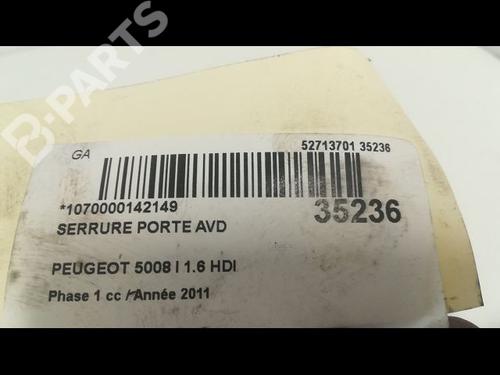 B-PARTS
GA
52713701 35236
*1070000142149
35236
SERRURE PORTE AVD
PEUGEOT 5008 I 1.6 HDI
Phase 1 cc / Année 2011